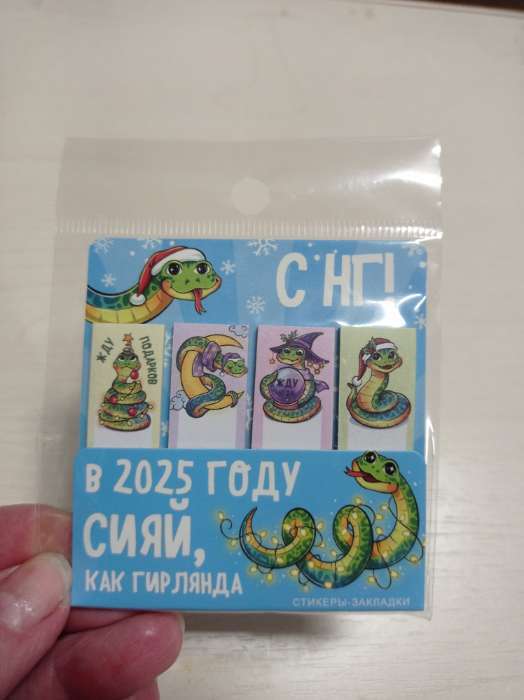 С НГ!
ЖДУ
ПОДАРКОВ
ЖДУ
В 2025 ГОДУ
СИЯЙ,
КАК ГИРЛЯНДА
СТИКЕРЫ-ЗАКЛАДКИ